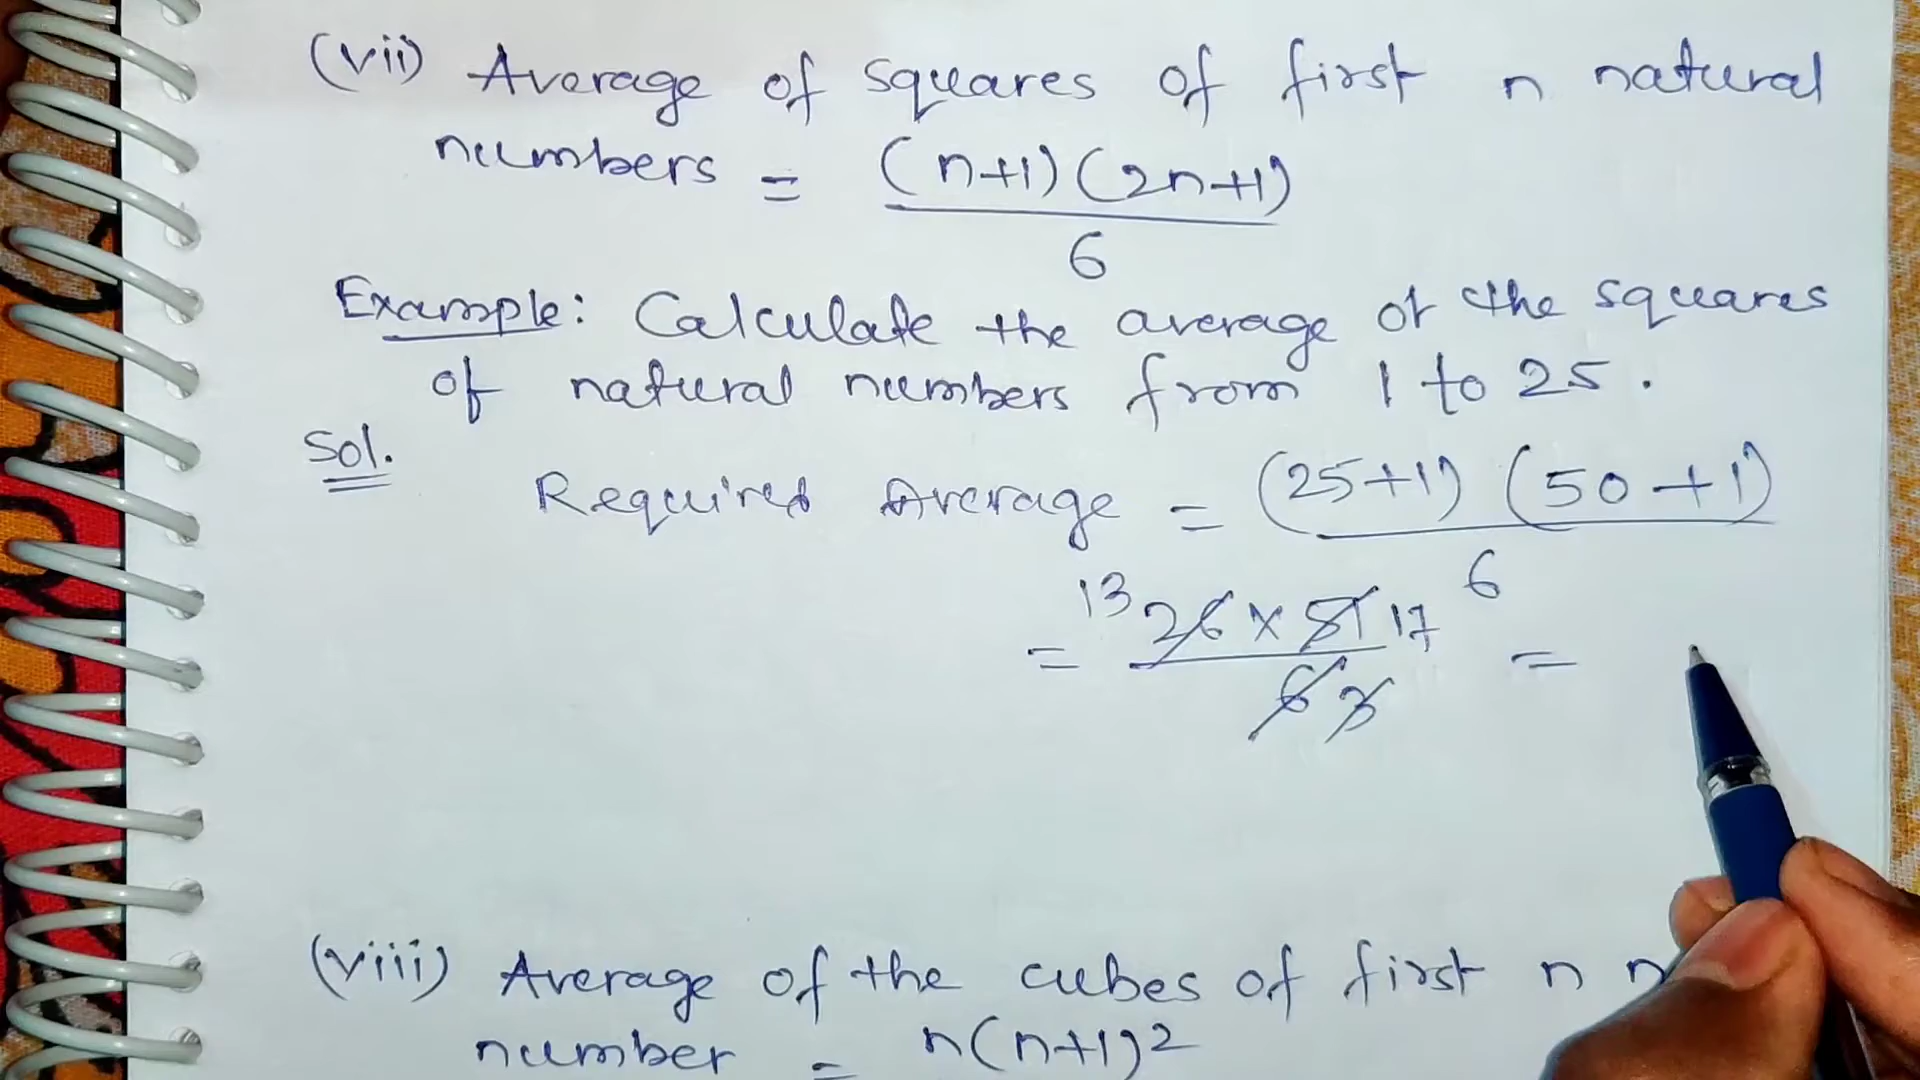 (vii) Average of squares of first n natural
numbers = (n+1)(2n+1)
6
Example: Calculate the average of the squares
of natural numbers from 1 to 25.
Sol.
Required Average = (25+1) (50+1)
6
= 13 26 × 51 17 =
6 3
(viii) Average of the cubes of first n n
number = n(n+1)2